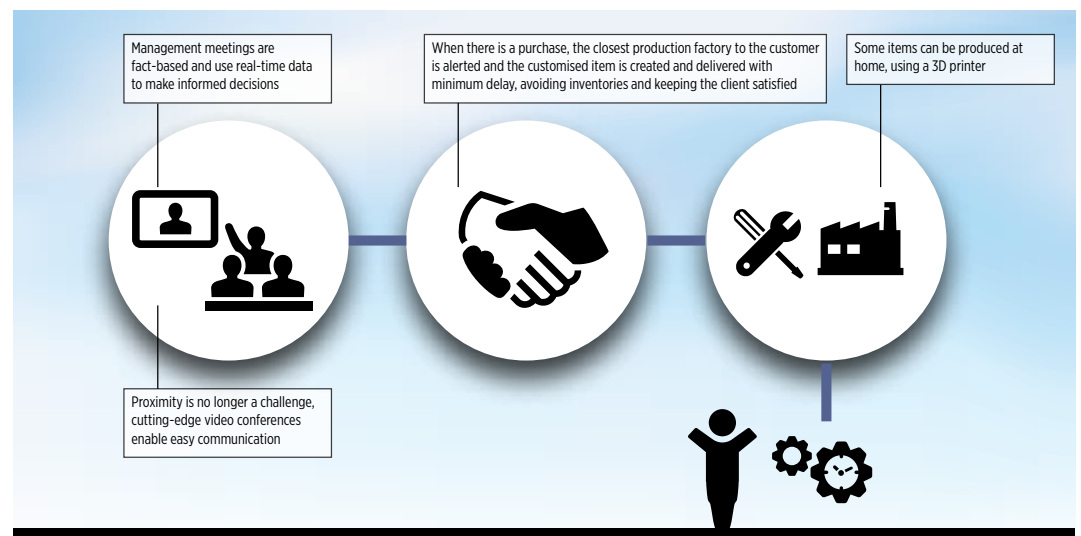 Management meetings are
fact-based and use real-time data
to make informed decisions
When there is a purchase, the closest production factory to the customer
is alerted and the customised item is created and delivered with
minimum delay, avoiding inventories and keeping the client satisfied
Some items can be produced at
home, using a 3D printer
Proximity is no longer a challenge,
cutting-edge video conferences
enable easy communication